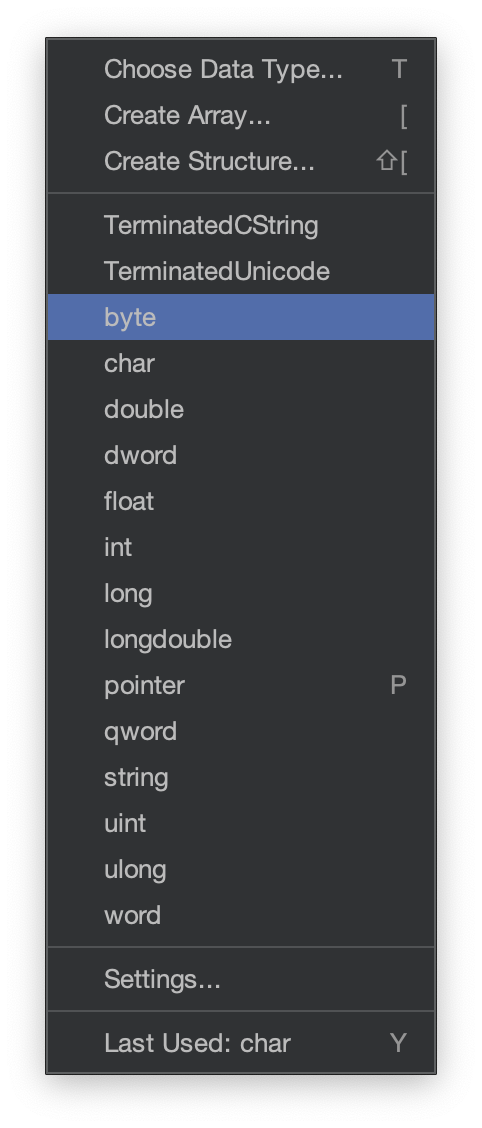 Choose Data Type... T
Create Array... [
Create Structure... ⇧[
TerminatedCString
TerminatedUnicode
byte
char
double
dword
float
int
long
longdouble
pointer P
qword
string
uint
ulong
word
Settings...
Last Used: char Y